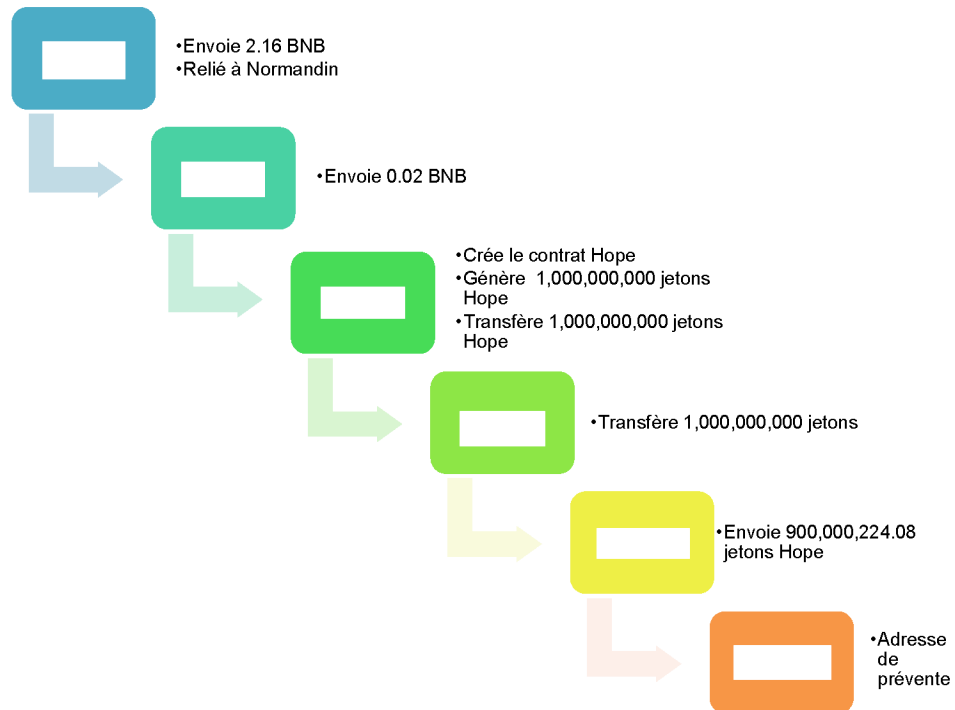 •Envoie 2.16 BNB
•Relié à Normandin
•Envoie 0.02 BNB
•Crée le contrat Hope
•Génère 1,000,000,000 jetons
Hope
•Transfère 1,000,000,000 jetons
Hope
•Transfère 1,000,000,000 jetons
•Envoie 900,000,224.08
jetons Hope
•Adresse
de
prévente